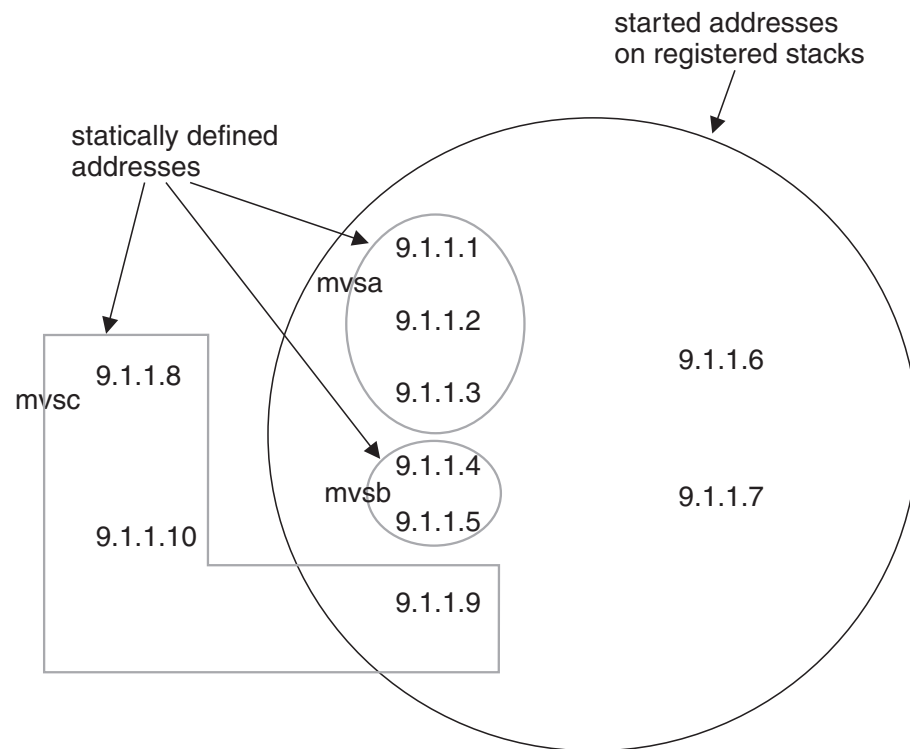 started addresses
on registered stacks
statically defined
addresses
9.1.1.1
mvsa
9.1.1.2
9.1.1.6
9.1.1.8
9.1.1.3
mvsc
9.1.1.4
mvsb
9.1.1.7
9.1.1.5
9.1.1.10
9.1.1.9